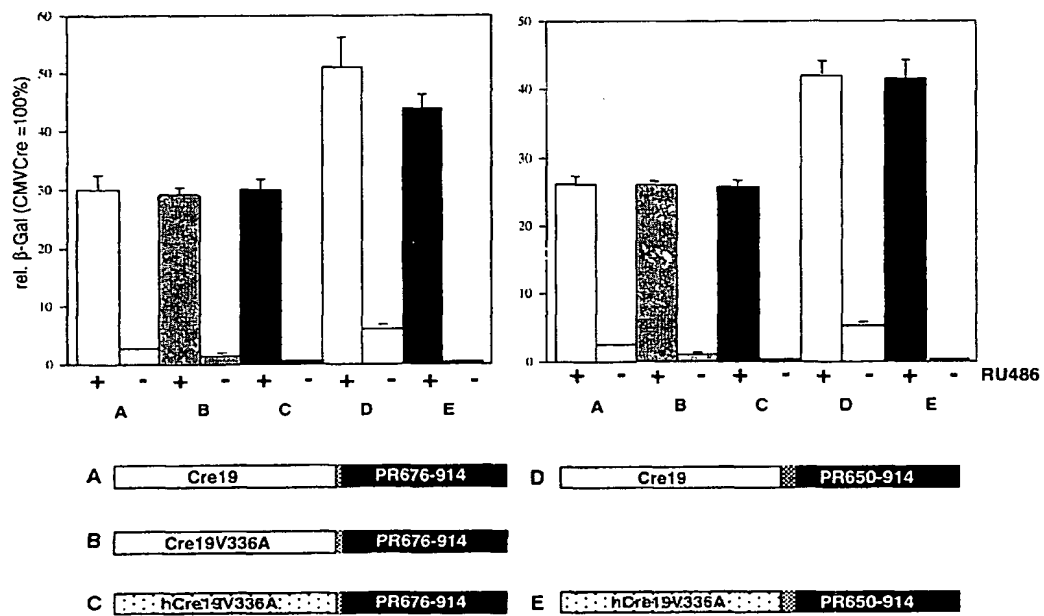 rel. β-Gal (CMVCre =100%)
60
50
40
30
20
10
0
+ - + - + - + - + -
A B C D E
50
40
30
20
10
0
+ - + - + - + - + - RU486
A B C D E
A Cre19 PR676-914
D Cre19 PR650-914
B Cre19V336A PR676-914
C hCre19V336A PR676-914
E hCre19V336A PR650-914